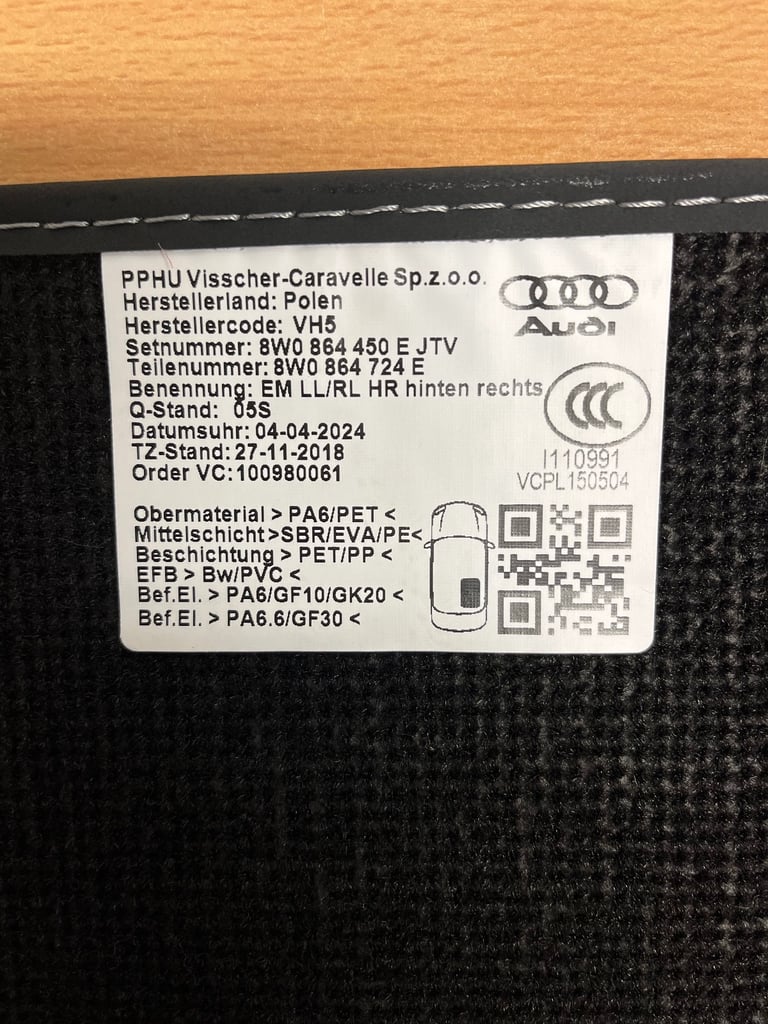 PPHU Visscher-Caravelle Sp.z.o.o.
Herstellerland: Polen
Herstellercode: VH5
Setnummer: 8W0 864 450 E JTV
Teilenummer: 8W0 864 724 E
Benennung: EM LL/RL HR hinten rechts
Q-Stand: 05S
Datumsuhr: 04-04-2024
TZ-Stand: 27-11-2018
Order VC: 100980061
Audi
CCC
I110991
VCPL150504
Obermaterial > PA6/PET <
Mittelschicht >SBR/EVA/PE<
Beschichtung > PET/PP <
EFB > Bw/PVC <
Bef.El. > PA6/GF10/GK20 <
Bef.El. > PA6.6/GF30 <